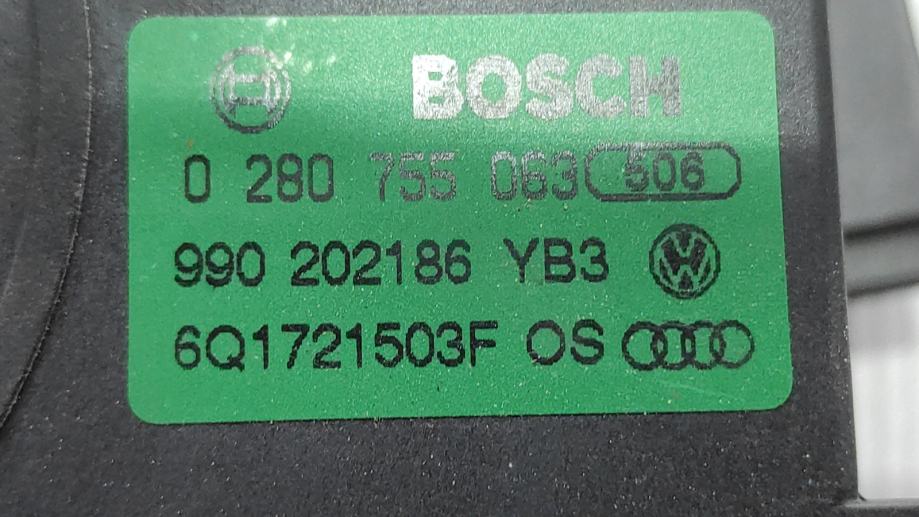 BOSCH
0 280 755 063 506
990 202186 YB3
6Q1721503F OS